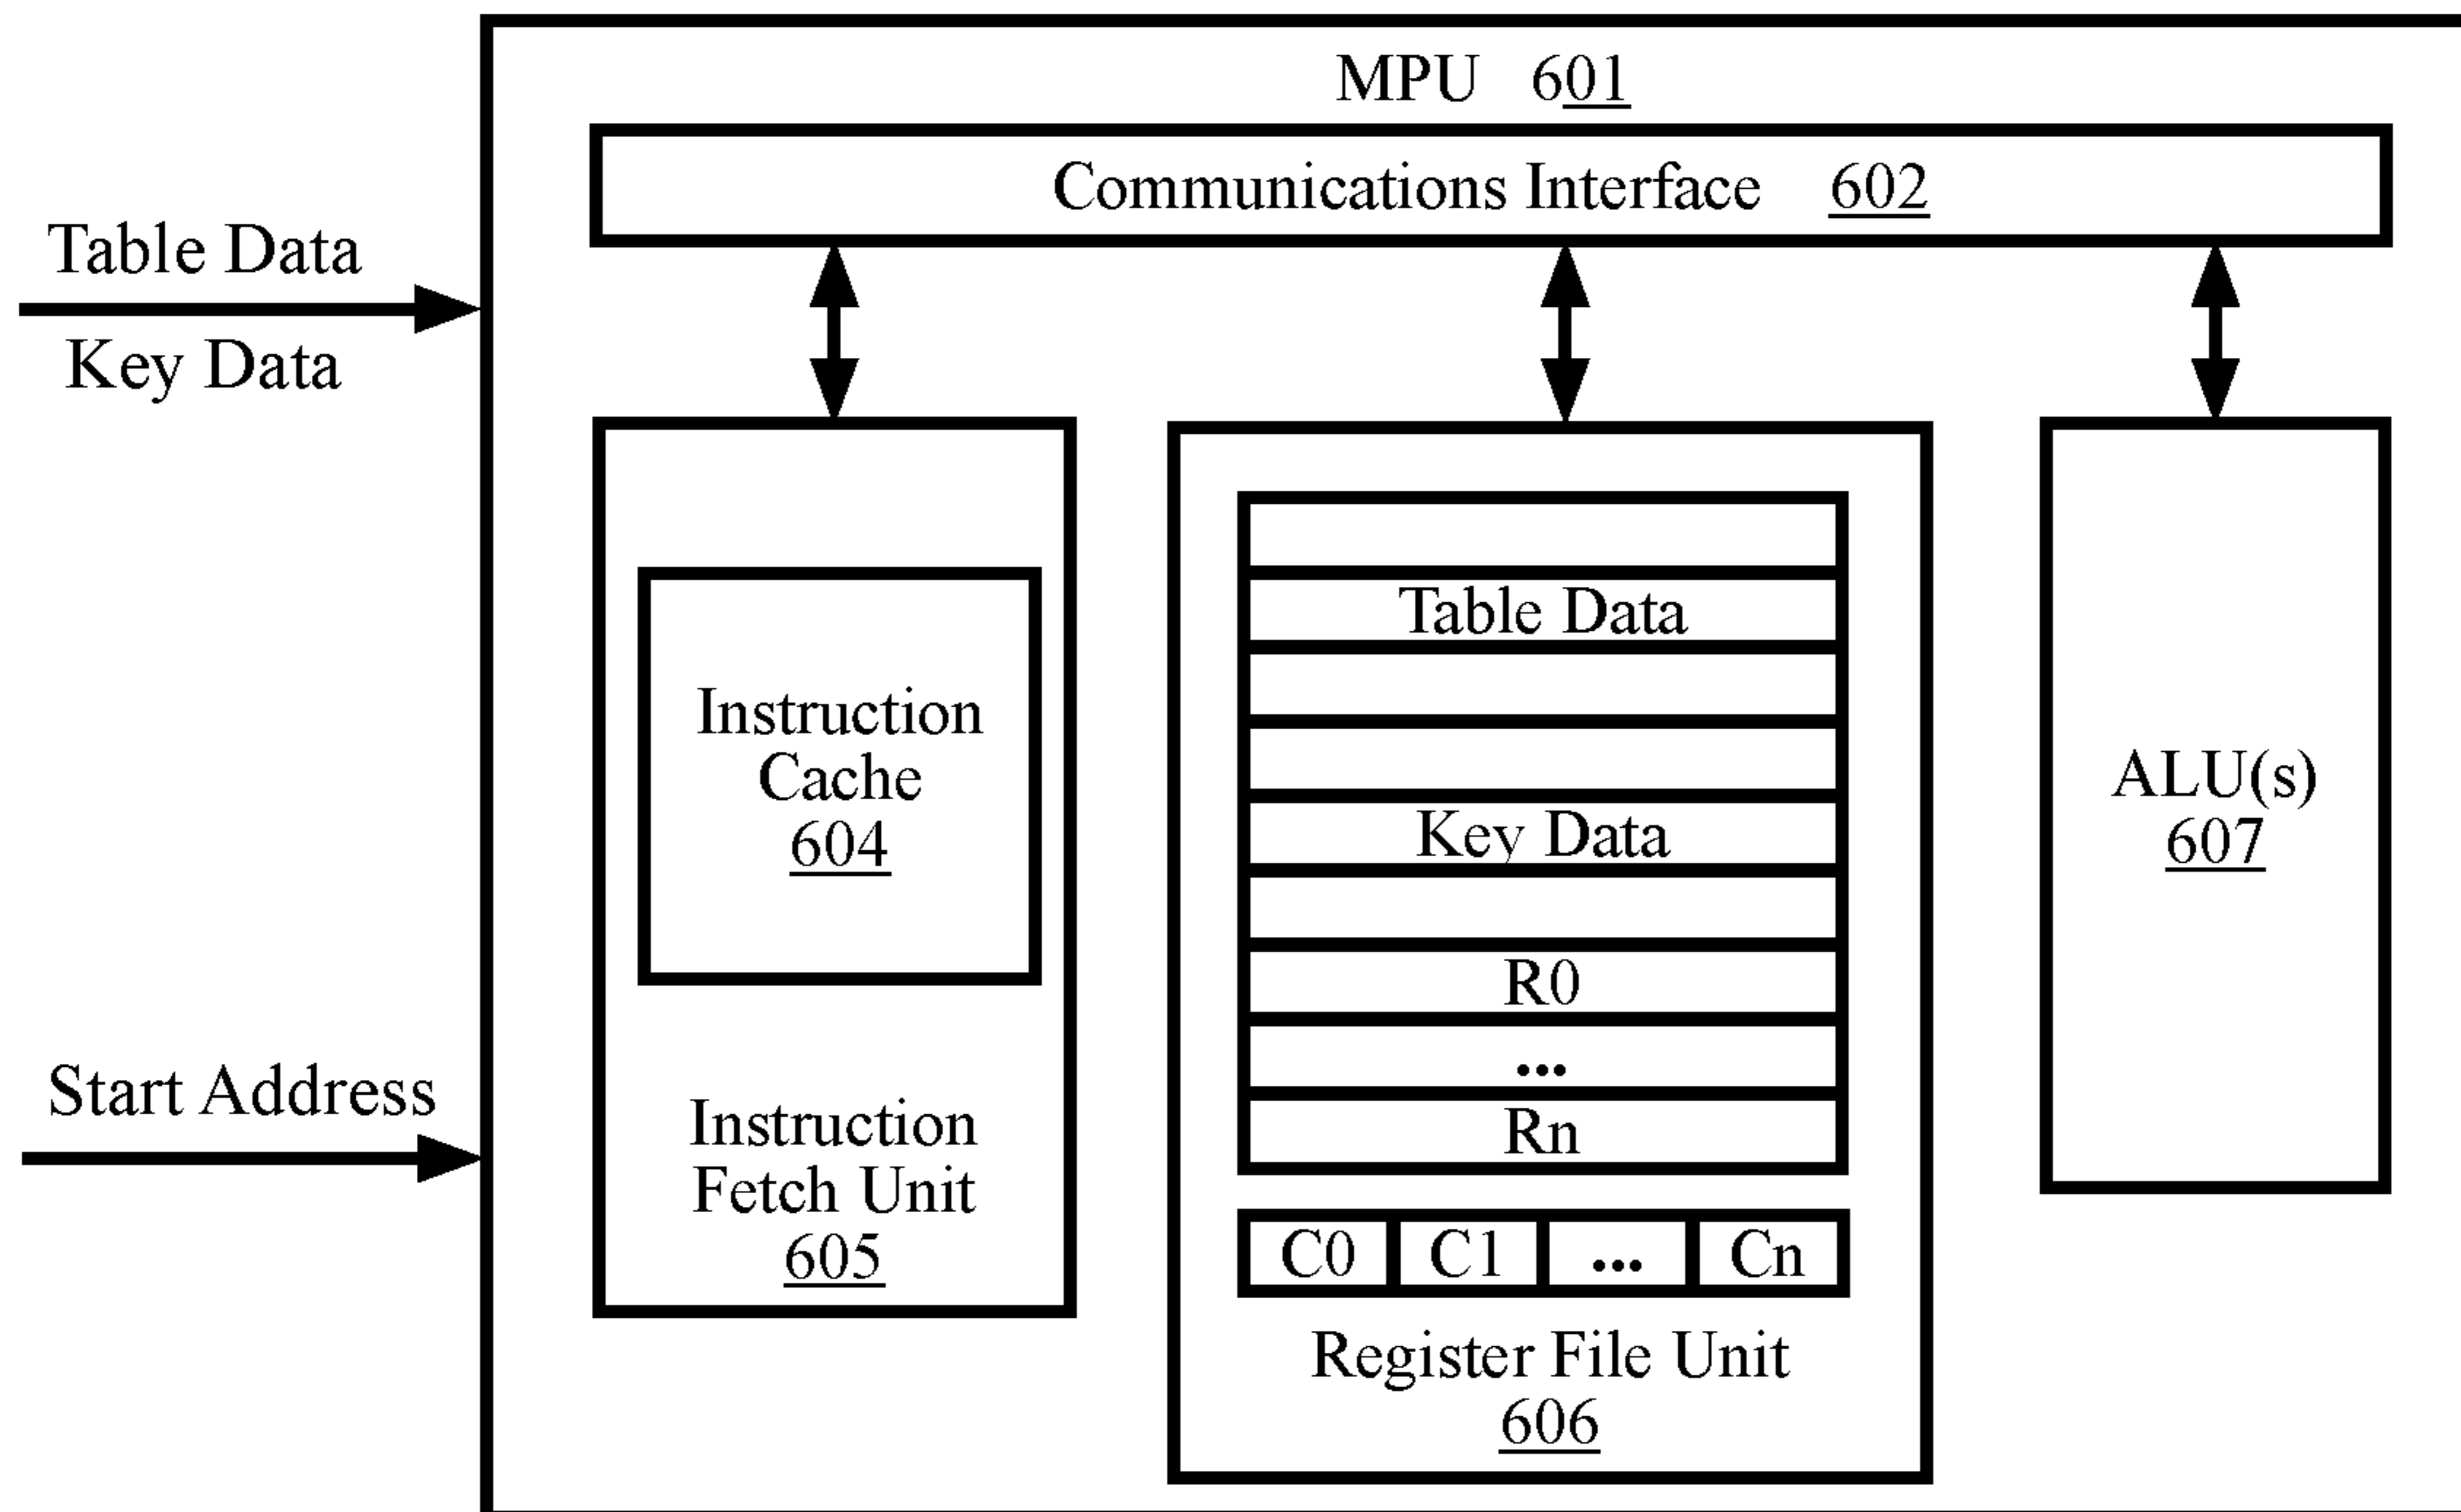 MPU 601
Communications Interface 602
Table Data
Key Data
Start Address
Instruction
Cache
604
Instruction
Fetch Unit
605
Table Data
Key Data
R0
...
Rn
C0 C1 ... Cn
Register File Unit
606
ALU(s)
607